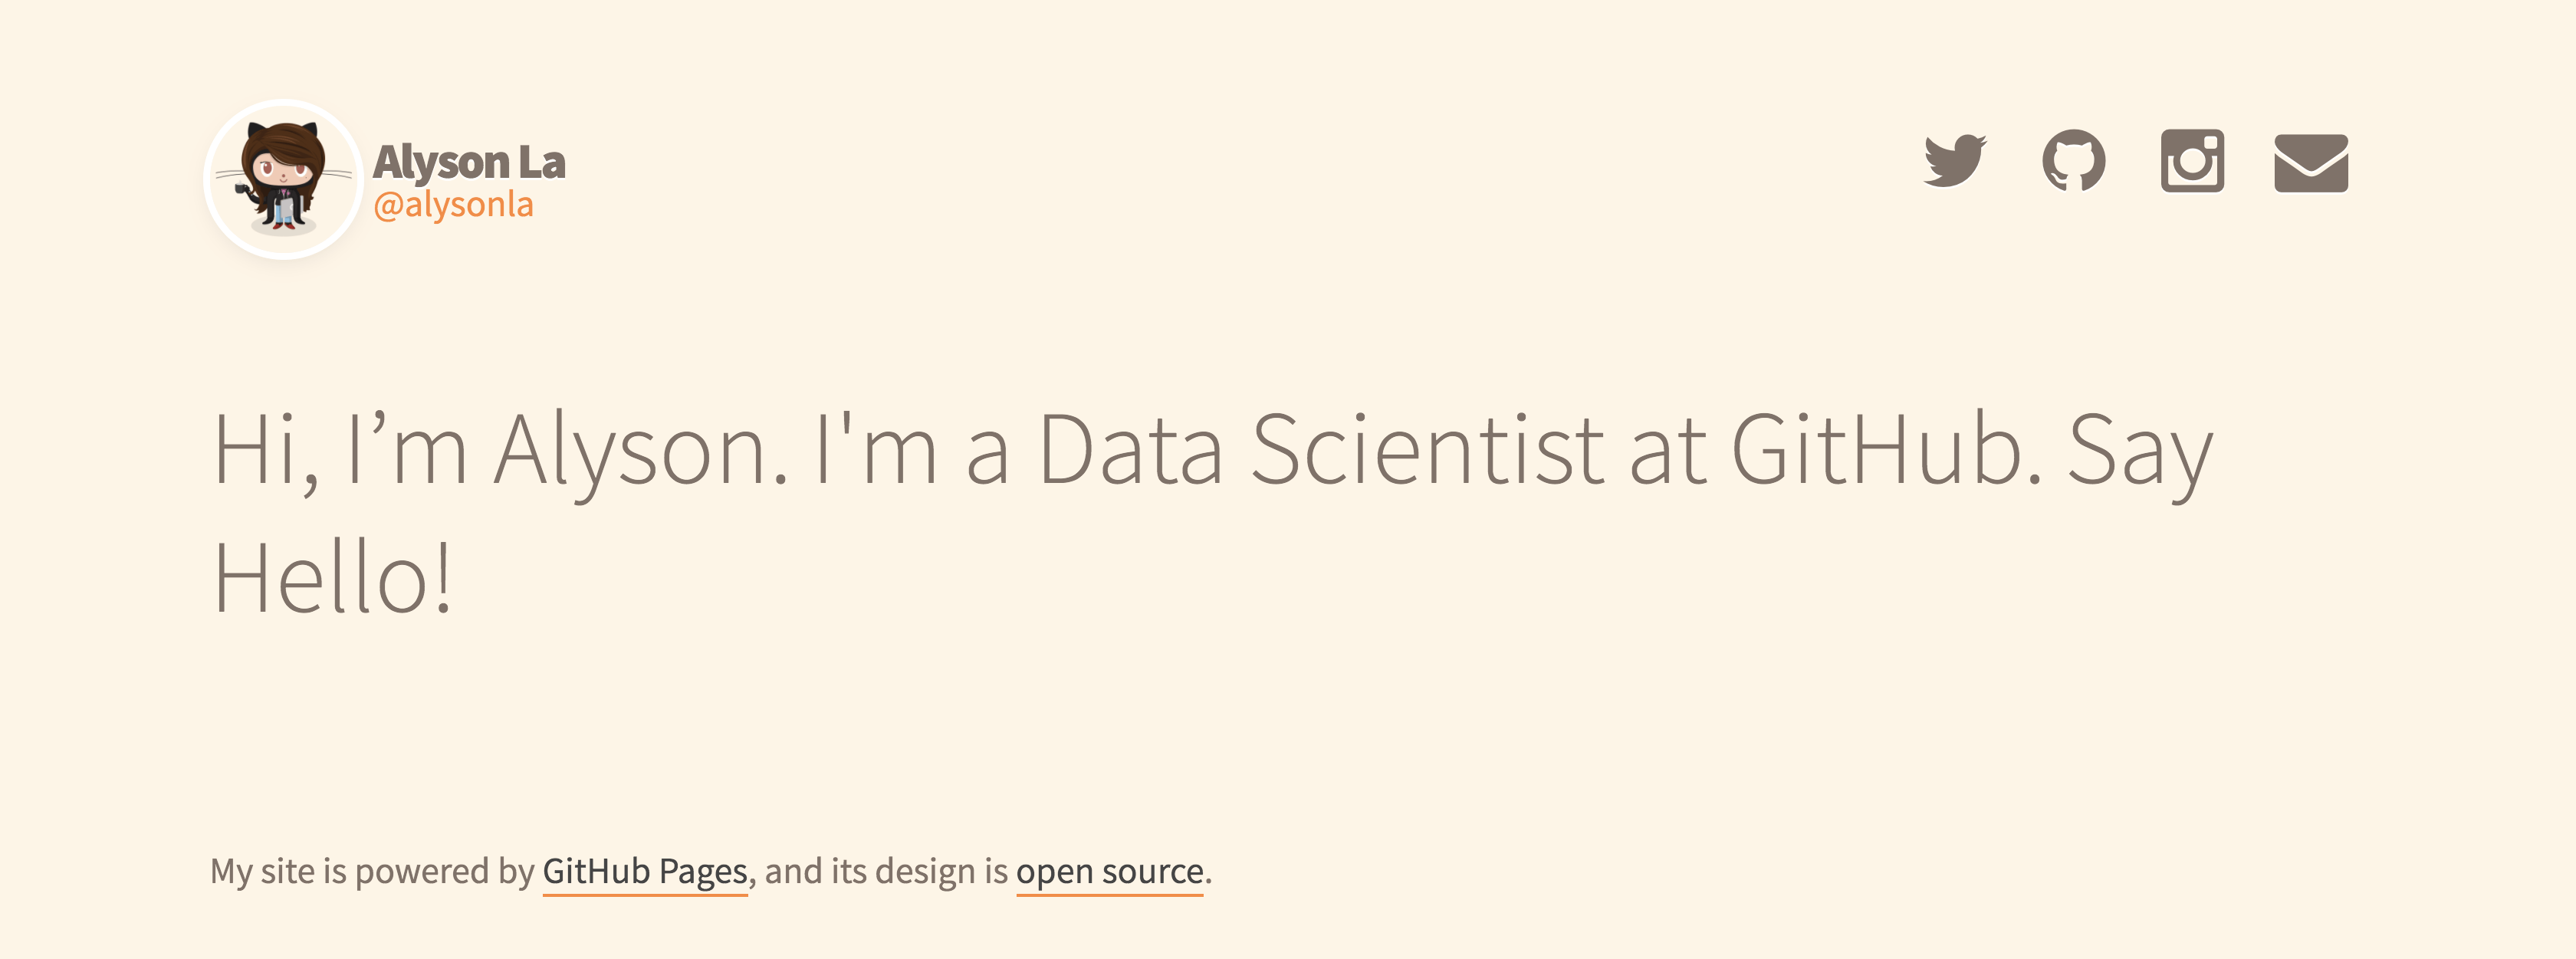 Alyson La
@alysonla
Hi, I’m Alyson. I'm a Data Scientist at GitHub. Say
Hello!
My site is powered by GitHub Pages, and its design is open source.